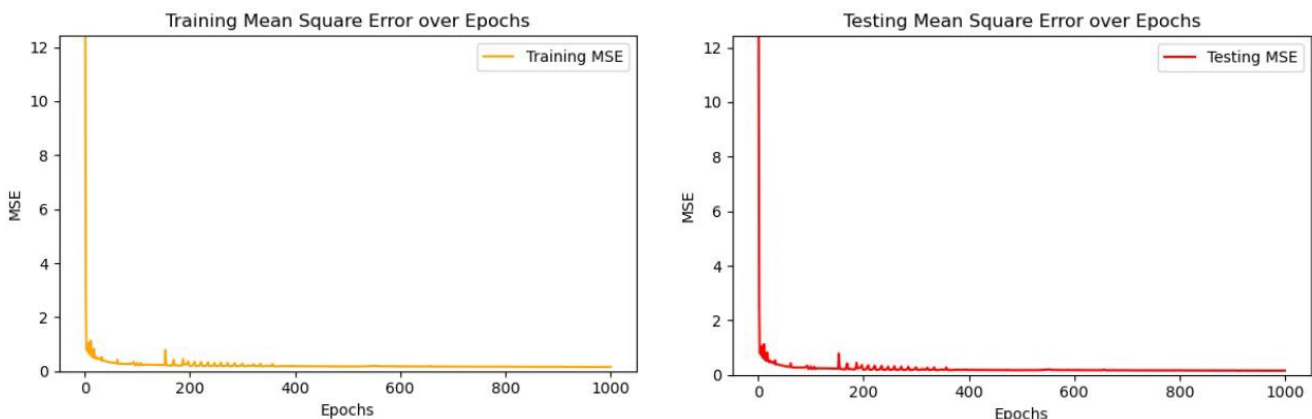 Training Mean Square Error over Epochs
12
10
8
6
4
2
0
MSE
Training MSE
0 200 400 600 800 1000
Epochs
Testing Mean Square Error over Epochs
12
10
8
6
4
2
0
MSE
Testing MSE
0 200 400 600 800 1000
Epochs